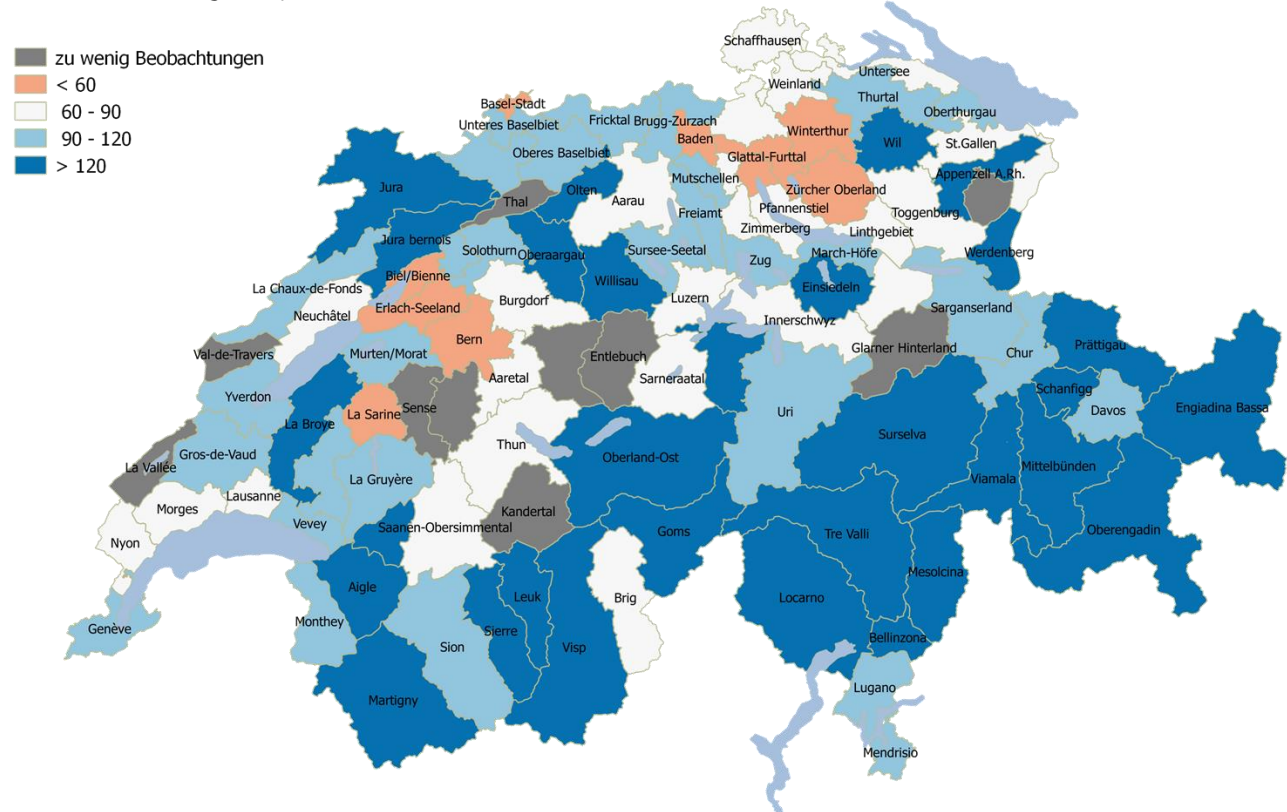 zu wenig Beobachtungen
< 60
60 - 90
90 - 120
> 120
Schaffhausen
Weinland
Untersee
Thurtal
Oberthurgau
Basel-Stadt
Unteres Baselbiet
Fricktal
Brugg-Zurzach
Baden
Winterthur
Wil
St.Gallen
Oberes Baselbiet
Glattal-Furttal
Appenzell A.Rh.
Jura
Thal
Olten
Aarau
Mutschellen
Zürcher Oberland
Freiamt
Pfannenstiel
Toggenburg
Zimmerberg
Linthgebiet
Jura bernois
Solothurn
Oberaargau
Sursee-Seetal
Zug
March-Höfe
Werdenberg
Biel/Bienne
Willisau
Einsiedeln
La Chaux-de-Fonds
Erlach-Seeland
Burgdorf
Luzern
Neuchâtel
Innerschwyz
Sarganserland
Bern
Glarner Hinterland
Prättigau
Val-de-Travers
Murten/Morat
Entlebuch
Chur
Aaretal
Sarneraatal
Yverdon
Schanfigg
La Sarine
Sense
Uri
Davos
Engiadina Bassa
La Broye
Surselva
Thun
Gros-de-Vaud
Oberland-Ost
La Vallée
La Gruyère
Viamala
Mittelbünden
Lausanne
Morges
Kandertal
Vevey
Saanen-Obersimmental
Goms
Tre Valli
Oberengadin
Nyon
Mesolcina
Aigle
Leuk
Brig
Locarno
Genève
Monthey
Sierre
Bellinzona
Sion
Visp
Lugano
Martigny
Mendrisio